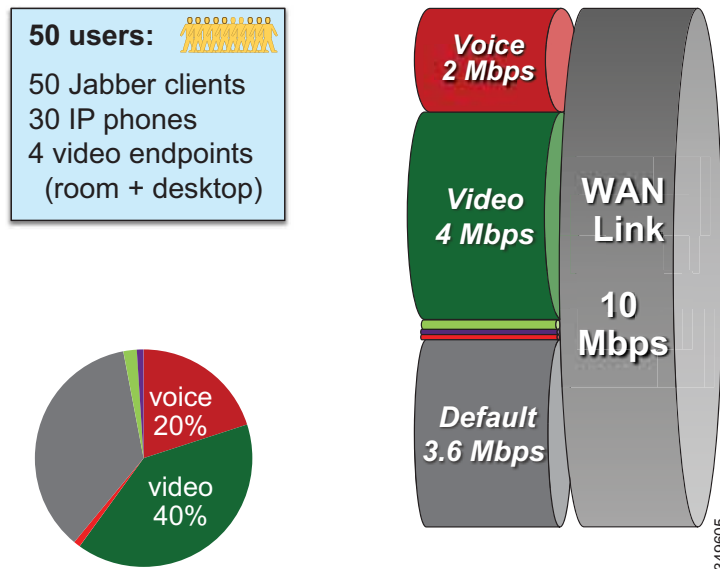 50 users:
50 Jabber clients
30 IP phones
4 video endpoints
(room + desktop)
Voice
2 Mbps
Video
4 Mbps
Default
3.6 Mbps
WAN
Link
10
Mbps
voice
20%
video
40%